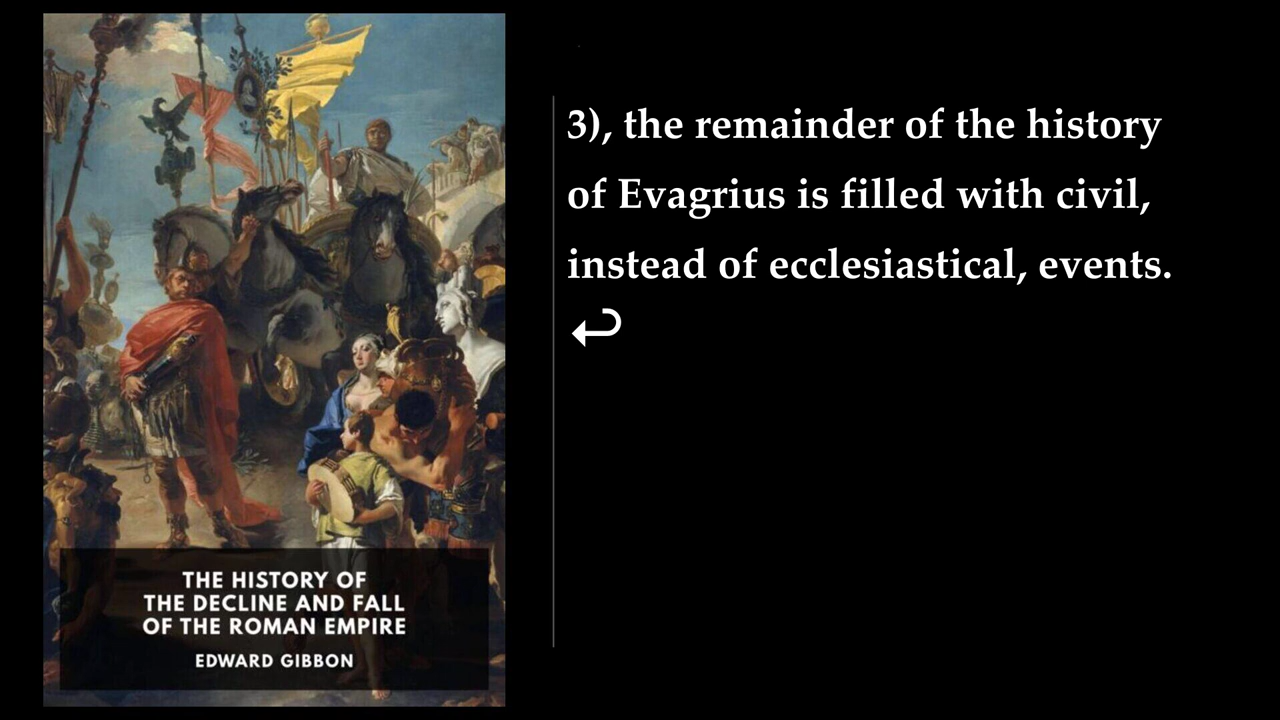 THE HISTORY OF
THE DECLINE AND FALL
OF THE ROMAN EMPIRE
EDWARD GIBBON
3), the remainder of the history
of Evagrius is filled with civil,
instead of ecclesiastical, events.
↩